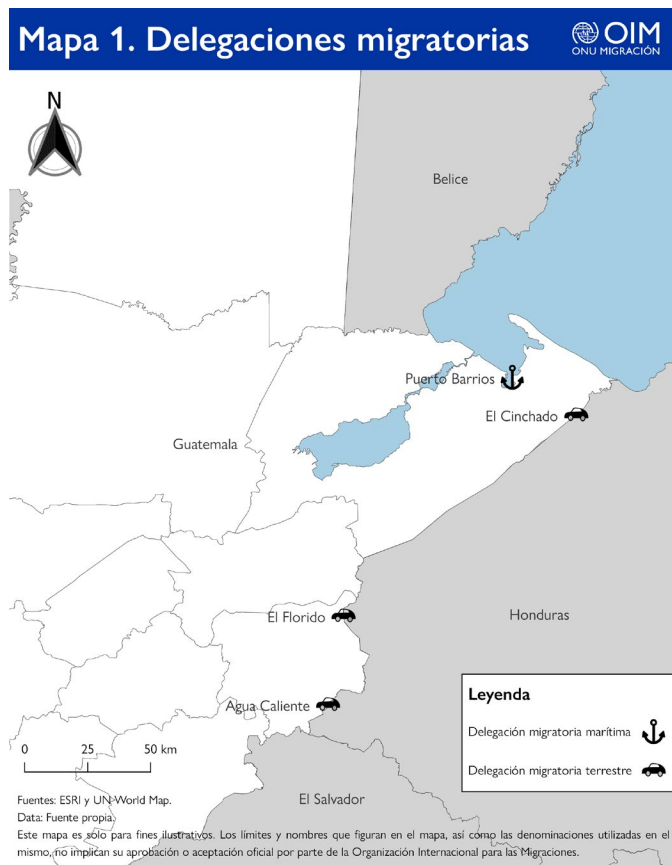 Mapa 1. Delegaciones migratorias
OIM
ONU MIGRACIÓN
N
Belice
Puerto Barrios
El Cinchado
Guatemala
El Florido
Honduras
Agua Caliente
Leyenda
Delegación migratoria marítima
Delegación migratoria terrestre
0 25 50 km
El Salvador
Fuentes: ESRI y UN World Map.
Data: Fuente propia.
Este mapa es solo para fines ilustrativos. Los límites y nombres que figuran en el mapa, así como las denominaciones utilizadas en el
mismo, no implican su aprobación o aceptación oficial por parte de la Organización Internacional para las Migraciones.